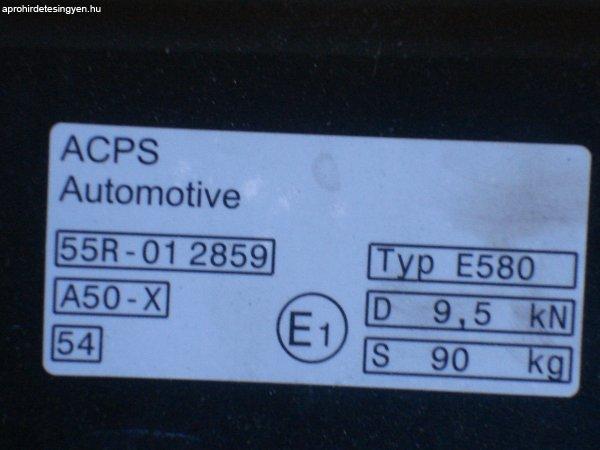 aprohirdetesingyen.hu
ACPS
Automotive
55R-01 2859
A50-X
54
E1
Typ E580
D 9,5 kN
S 90 kg